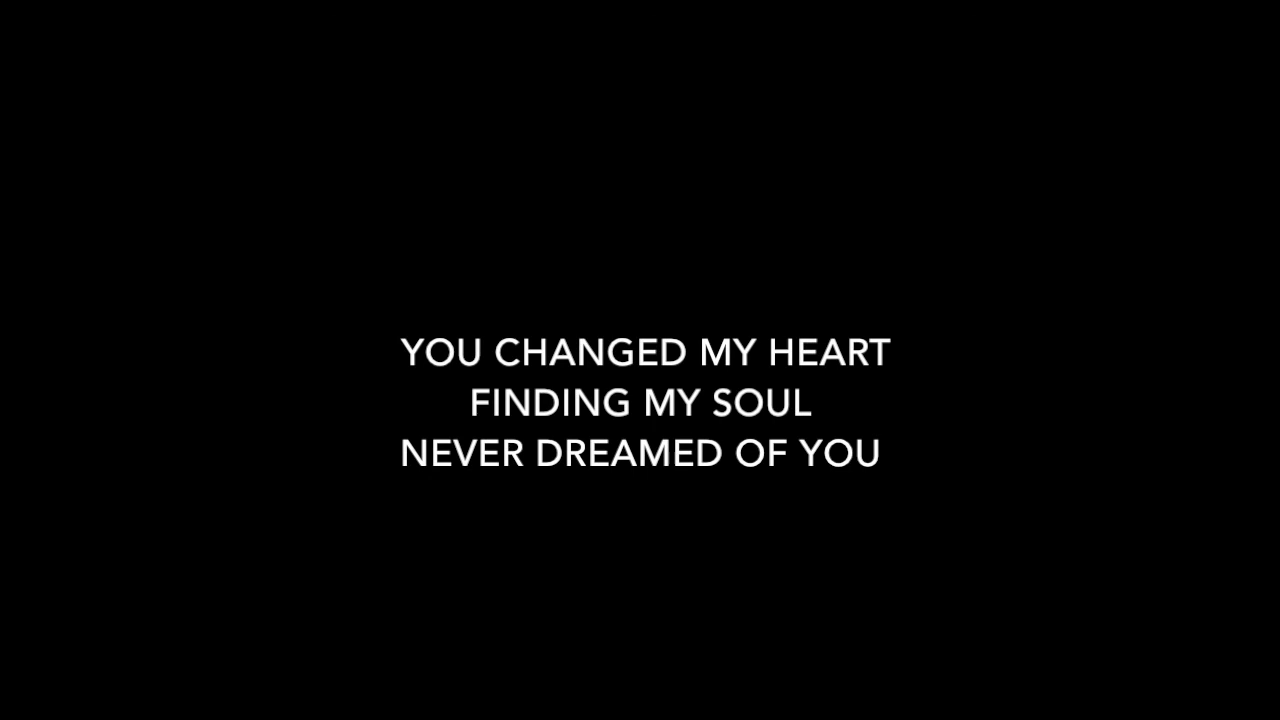 YOU CHANGED MY HEART
FINDING MY SOUL
NEVER DREAMED OF YOU